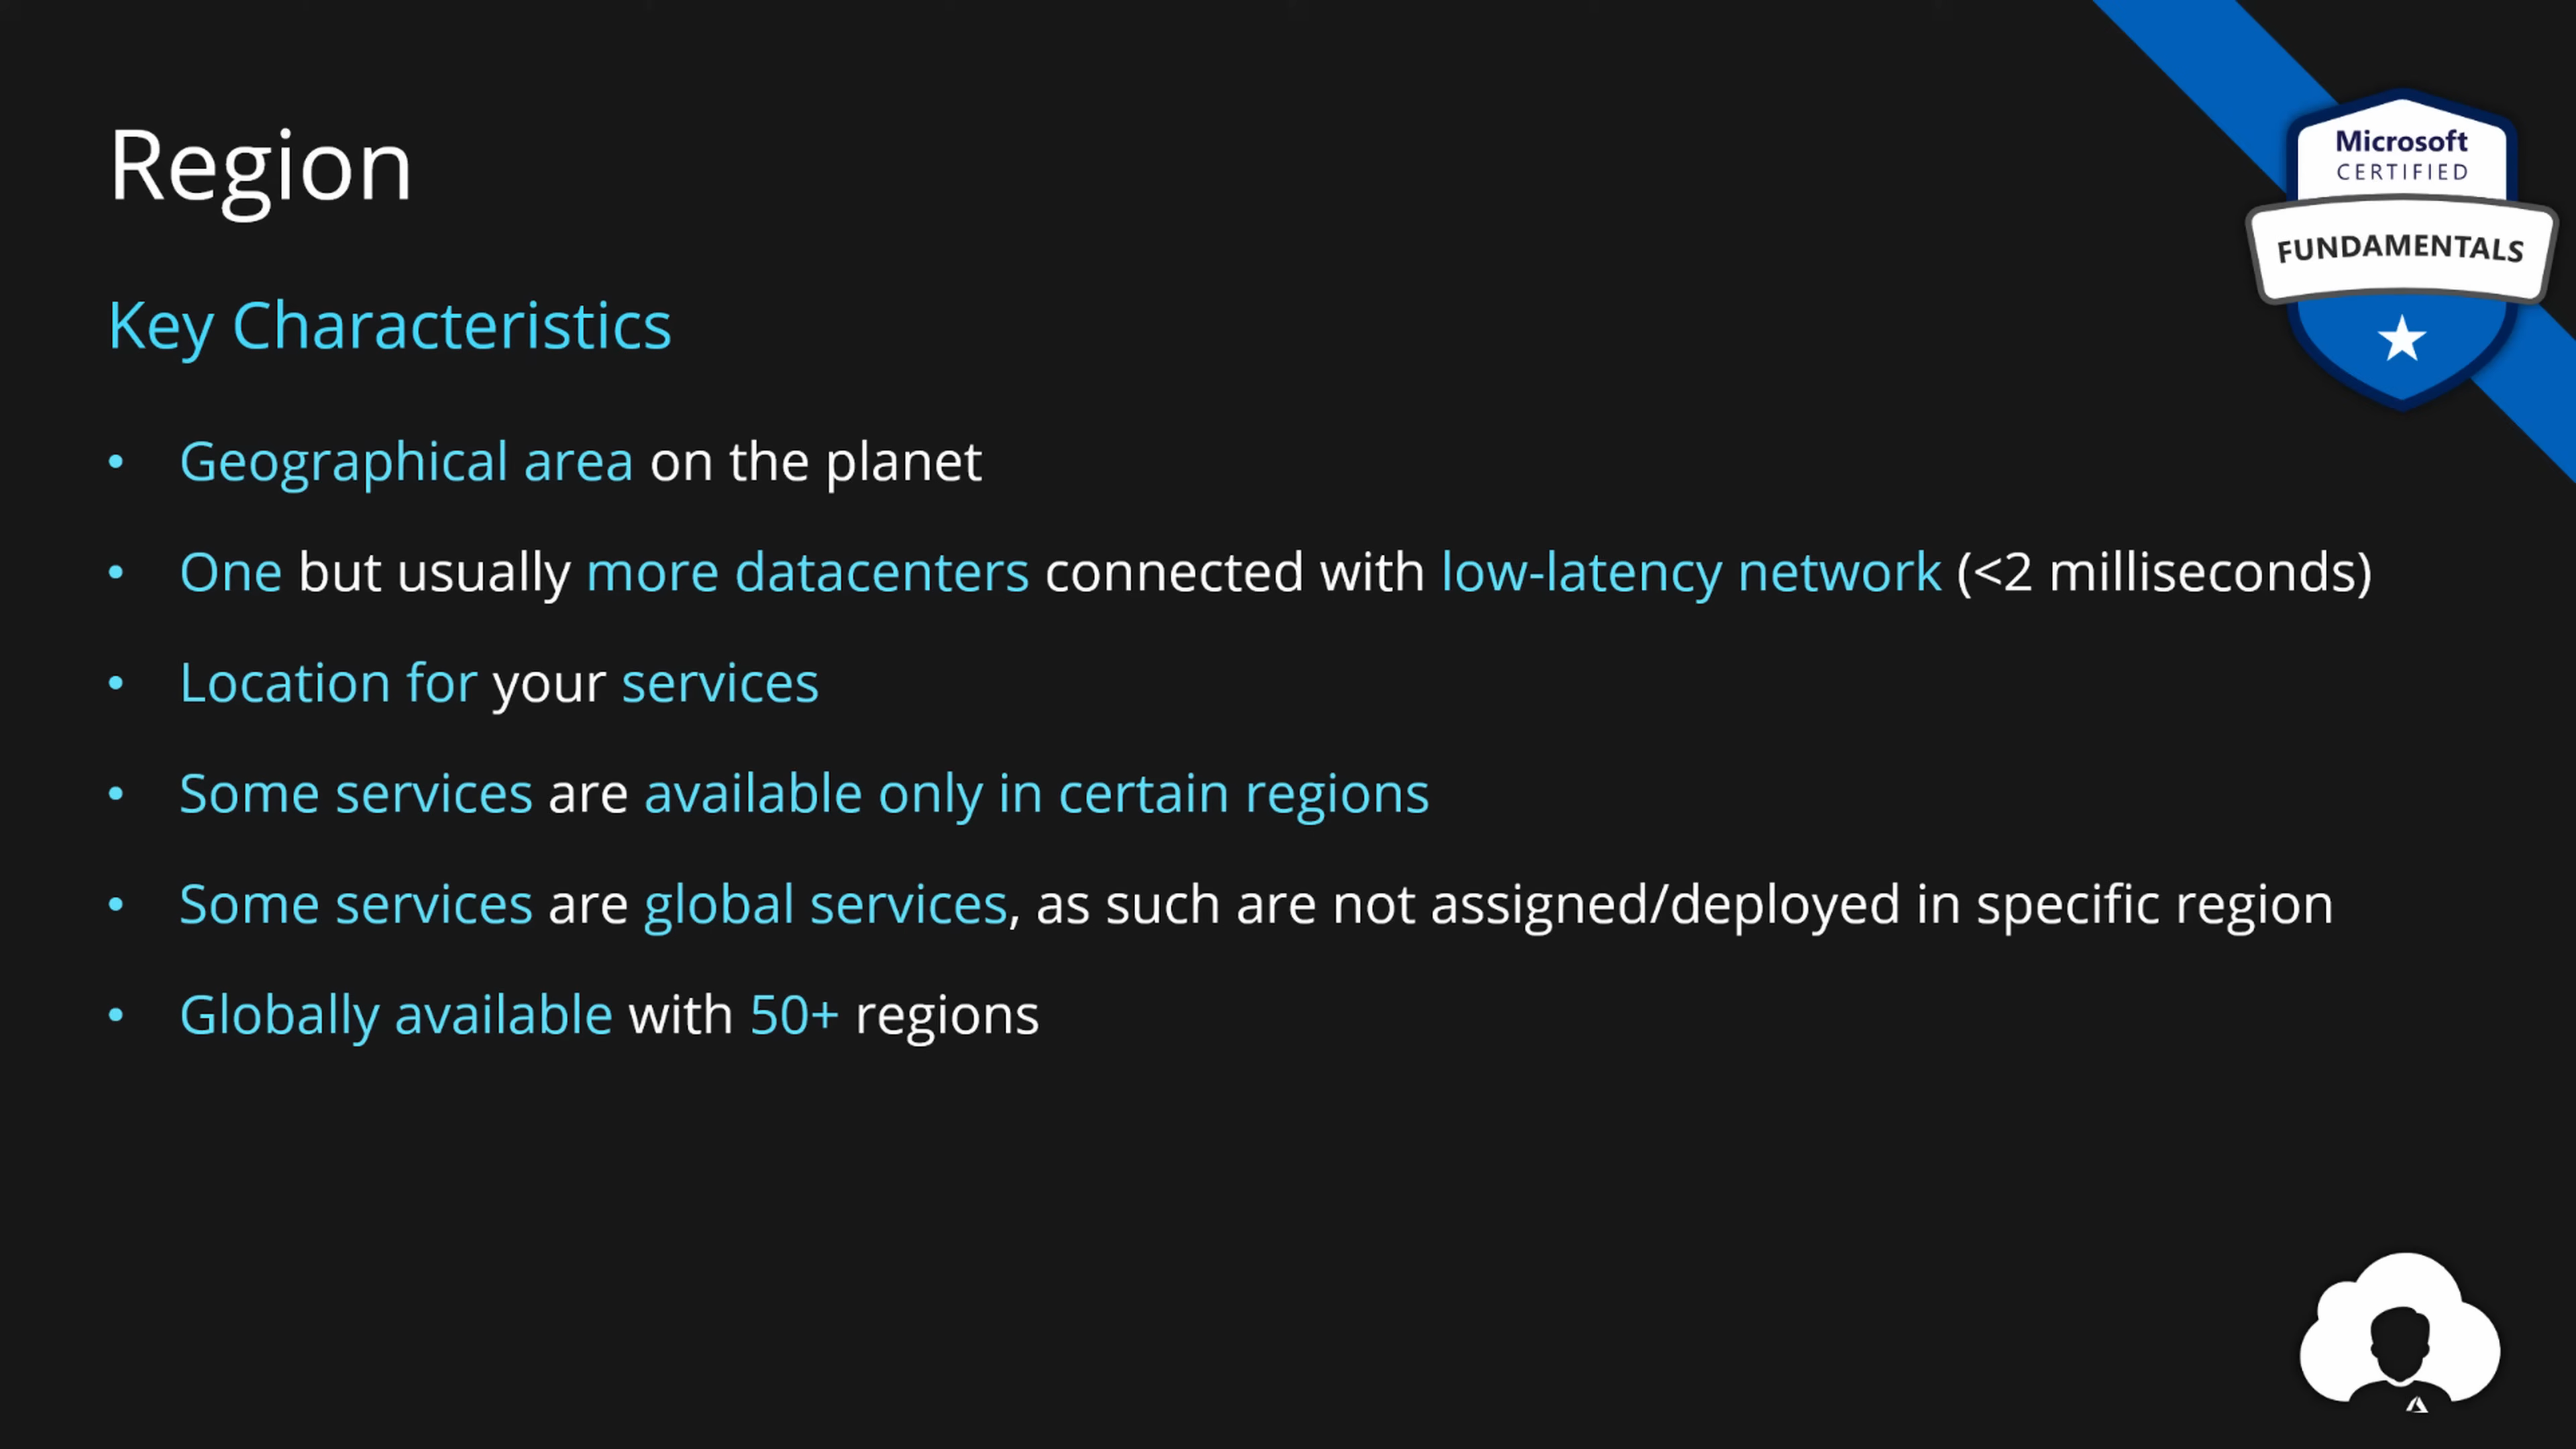 Region
Microsoft
CERTIFIED
FUNDAMENTALS
Key Characteristics
• Geographical area on the planet
• One but usually more datacenters connected with low-latency network (<2 milliseconds)
• Location for your services
• Some services are available only in certain regions
• Some services are global services, as such are not assigned/deployed in specific region
• Globally available with 50+ regions